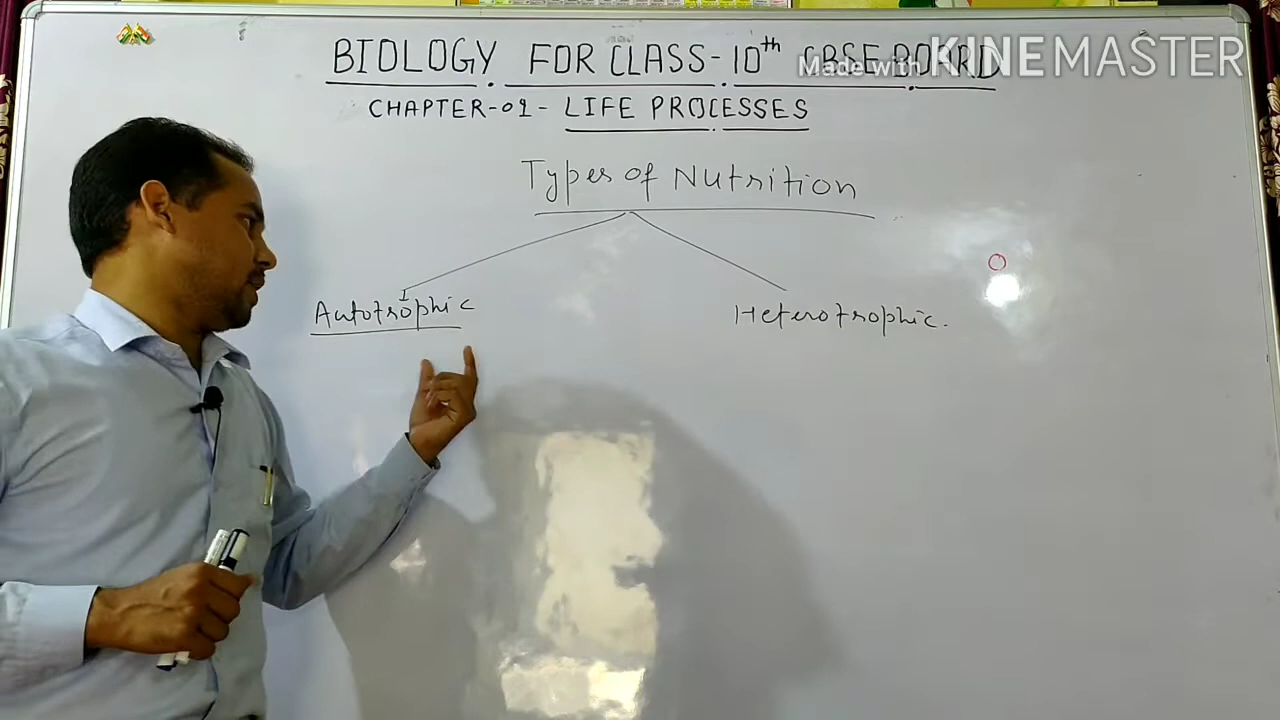 BIOLOGY FOR CLASS-10th CBSE BOARD
Made with KINEMASTER
CHAPTER-01- LIFE PROCESSES
Types of Nutrition
Autotrophic
Heterotrophic.